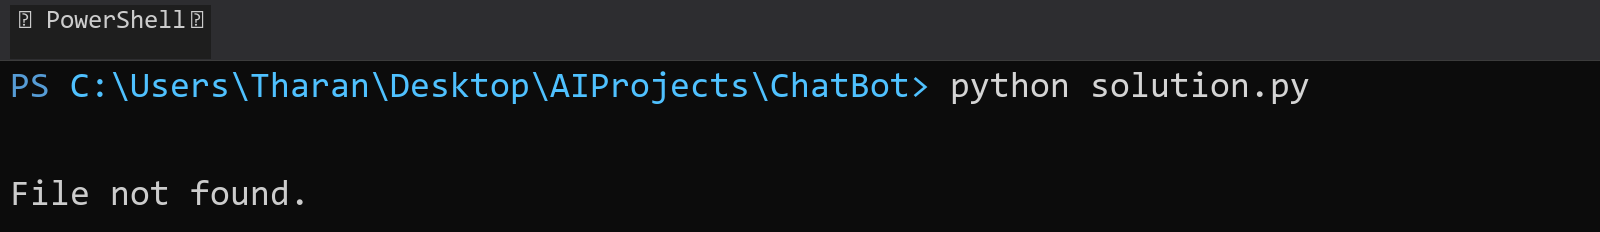 PowerShell
PS C:\Users\Tharan\Desktop\AIProjects\ChatBot> python solution.py
File not found.